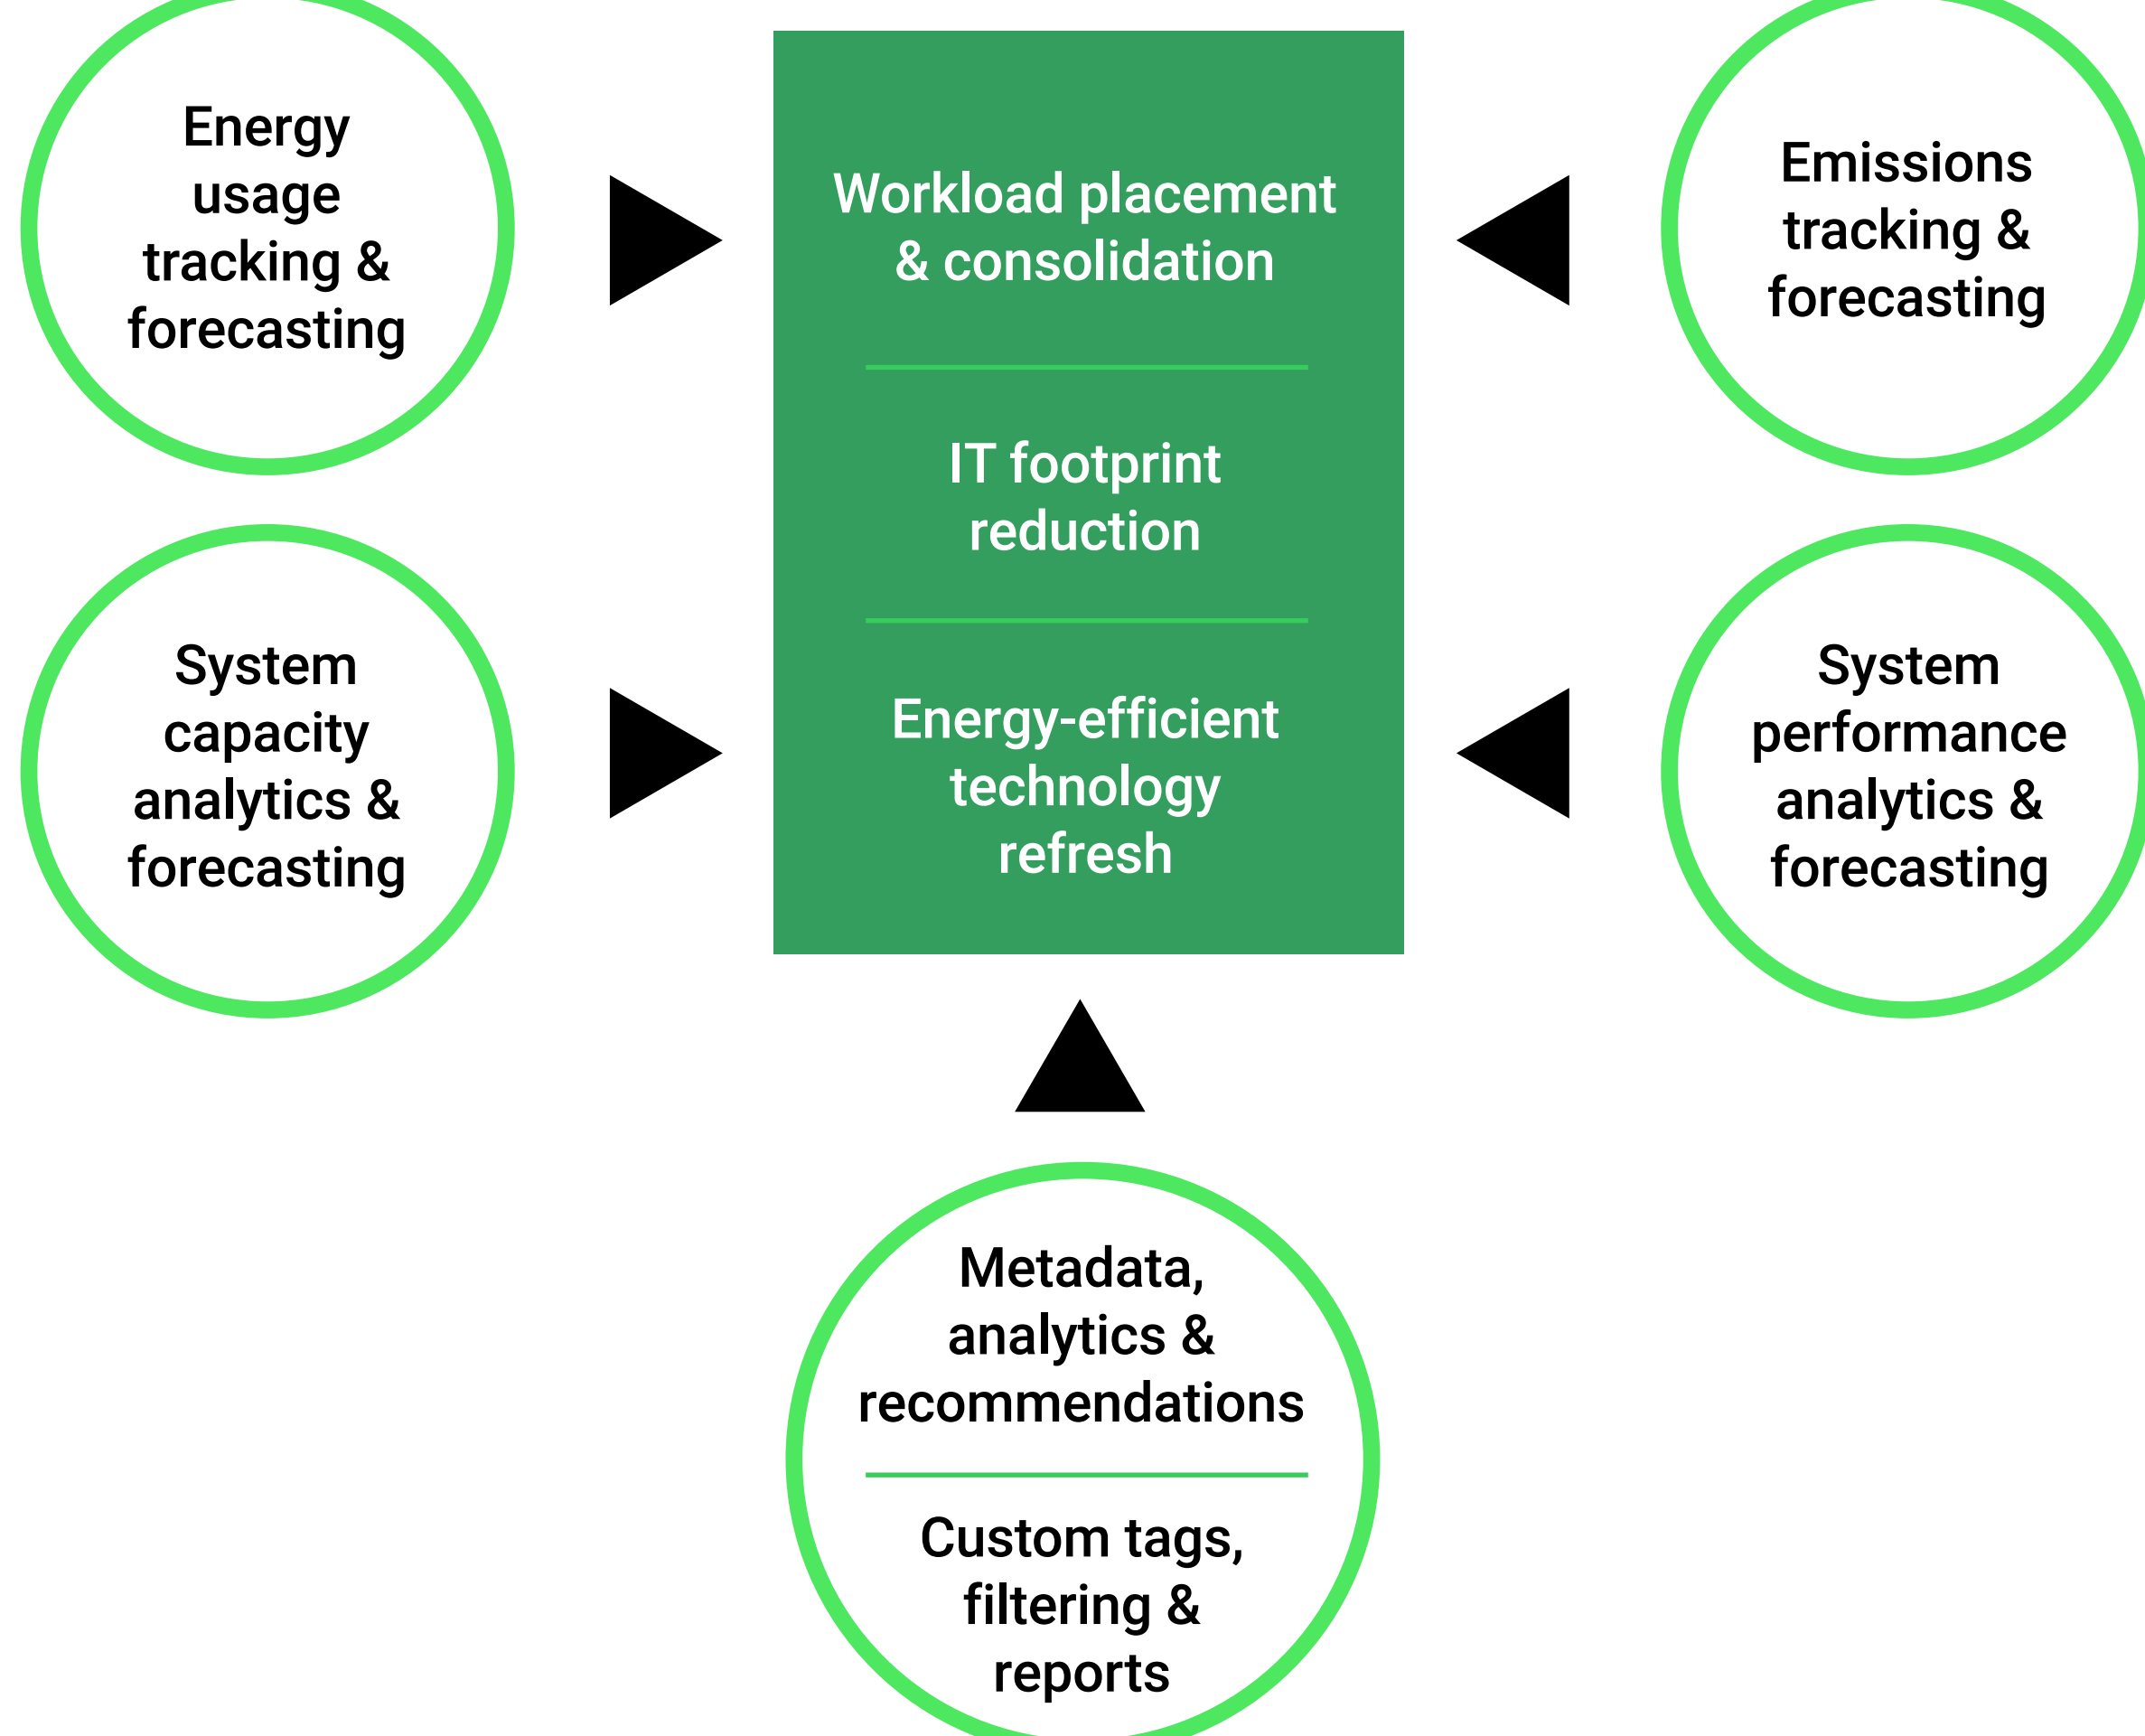 Energy
usage
tracking &
forecasting
System
capacity
analytics &
forecasting
Workload placement
& consolidation
IT footprint
reduction
Energy-efficient
technology
refresh
Emissions
tracking &
forecasting
System
performance
analytics &
forecasting
Metadata,
analytics &
recommendations
Custom tags,
filtering &
reports